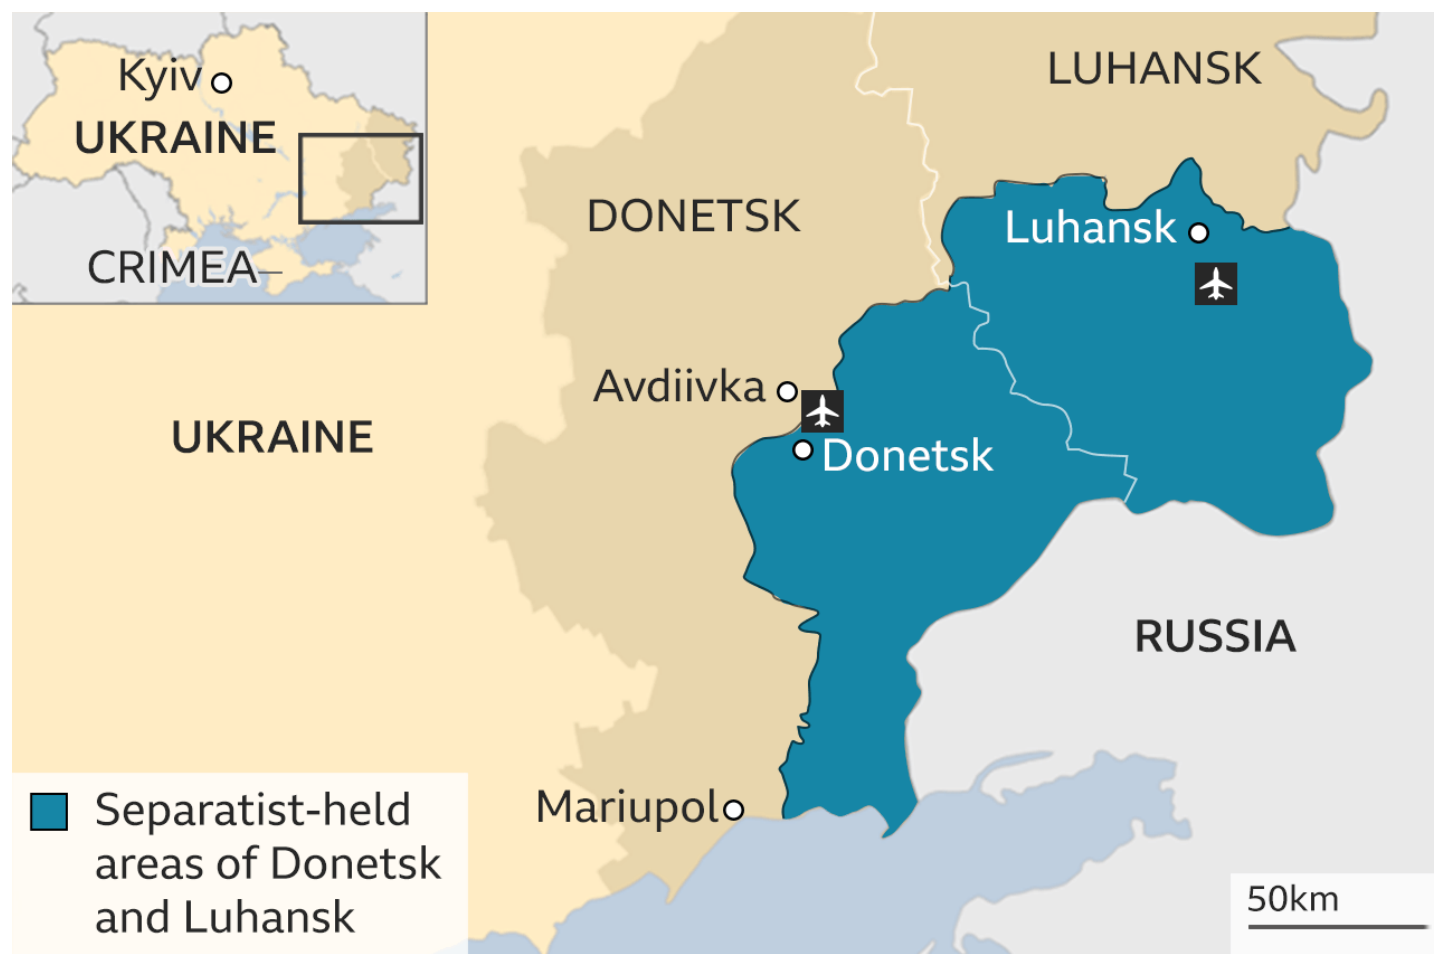 Kyiv
UKRAINE
CRIMEA
LUHANSK
DONETSK
Luhansk
Avdiivka
UKRAINE
Donetsk
RUSSIA
Mariupol
Separatist-held
areas of Donetsk
and Luhansk
50km